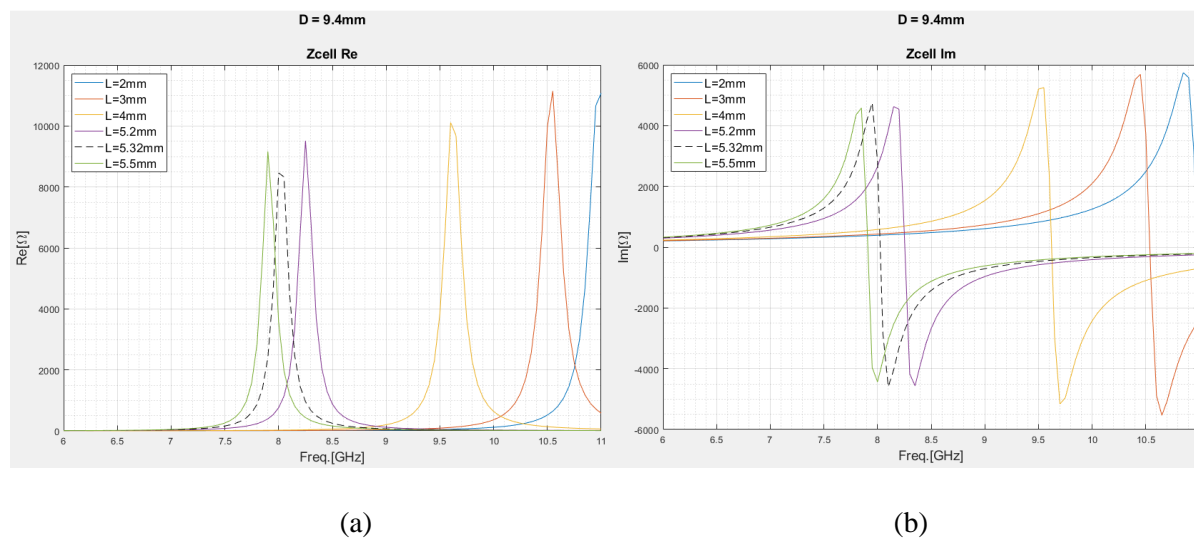 D = 9.4mm
Zcell Re
12000
10000
8000
6000
4000
2000
0
Re[Ω]
L=2mm
L=3mm
L=4mm
L=5.2mm
L=5.32mm
L=5.5mm
6 6.5 7 7.5 8 8.5 9 9.5 10 10.5 11
Freq.[GHz]
(a)
D = 9.4mm
Zcell Im
6000
4000
2000
0
-2000
-4000
-6000
Im[Ω]
L=2mm
L=3mm
L=4mm
L=5.2mm
L=5.32mm
L=5.5mm
6 6.5 7 7.5 8 8.5 9 9.5 10 10.5
Freq.[GHz]
(b)